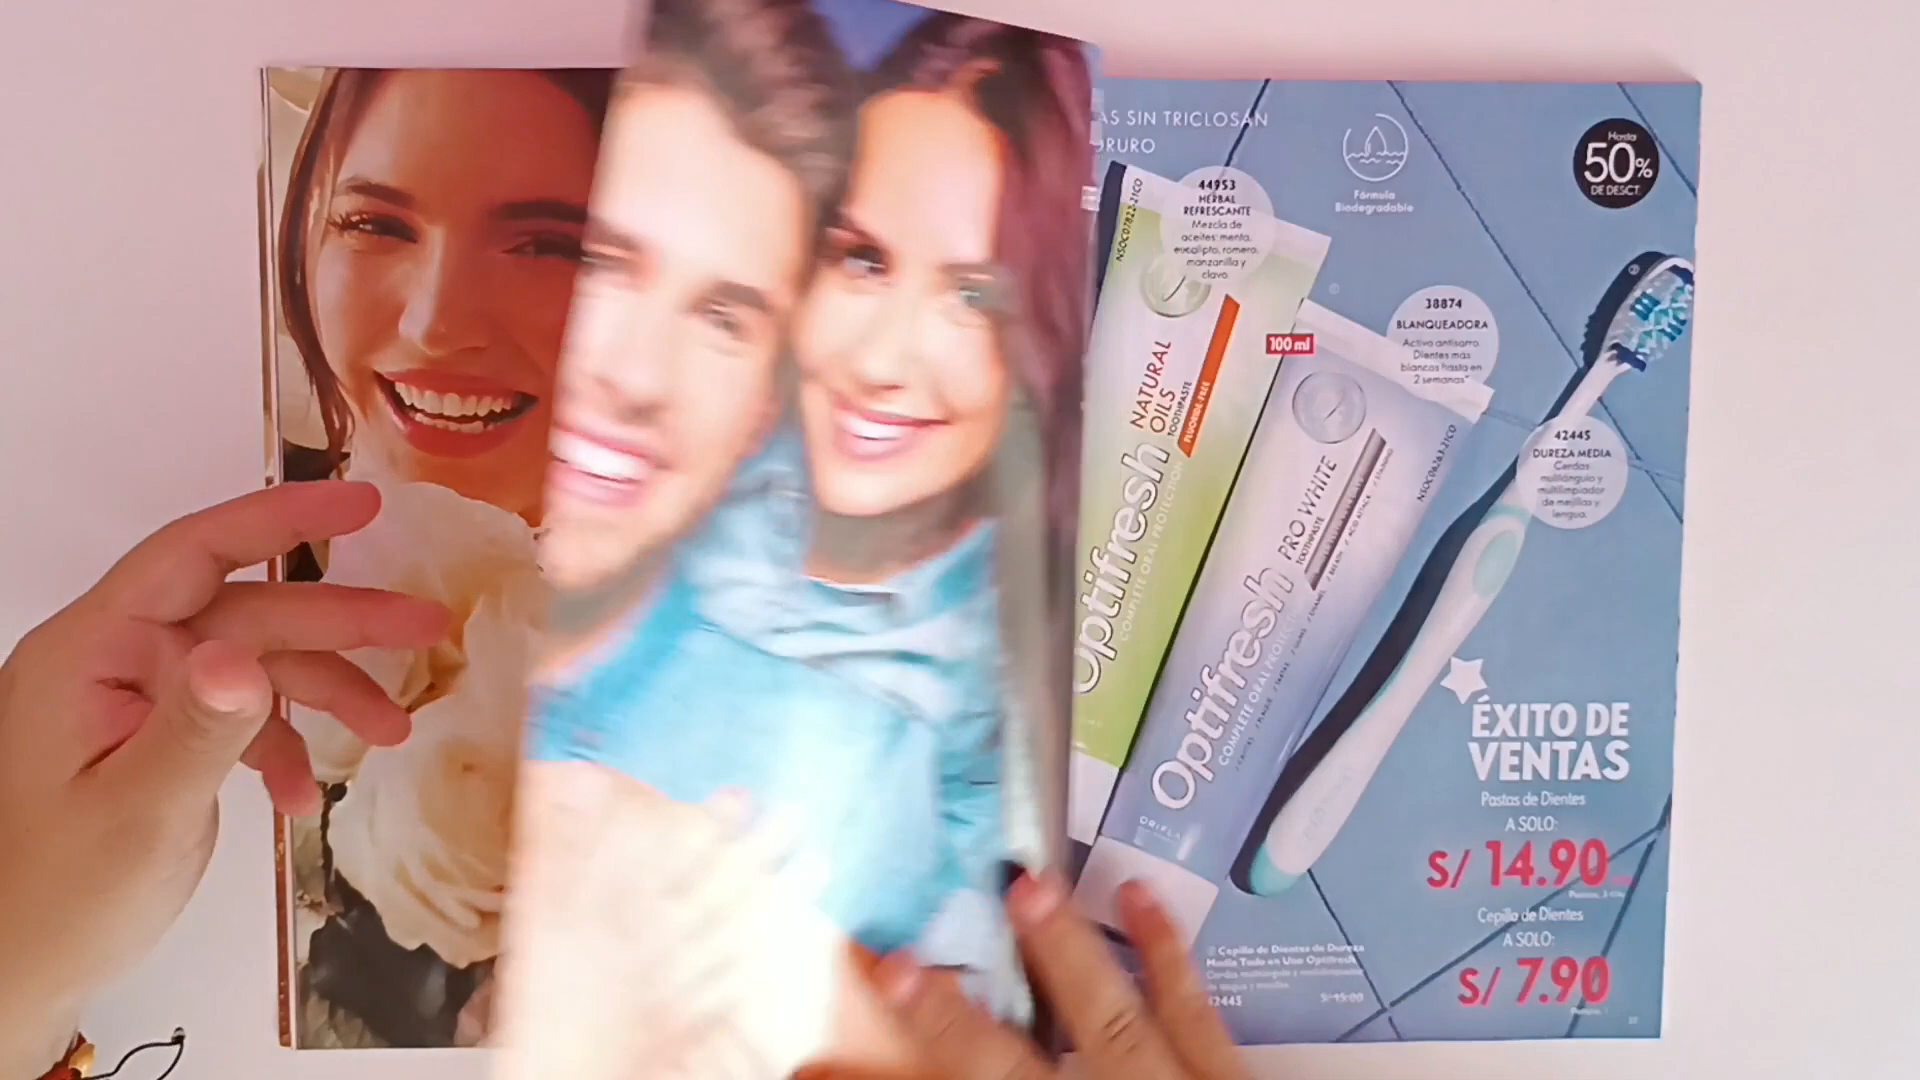 AS SIN TRICLOSÁN
ORURO
Fórmula
Biodegradable
Hasta
50%
DE DESCT.
44953
HERBAL
REFRESCANTE
Mezcla de
aceites: menta,
eucalipto, romero,
manzanilla y
clavo.
NATURAL
OILS
TOOTHPASTE
FLUORIDE FREE
Optifresh
COMPLETE ORAL PROTECTION
100 ml
38874
BLANQUEADORA
Activo antisarro.
Dientes más
blancos hasta en
2 semanas*
PRO WHITE
TOOTHPASTE
Optifresh
COMPLETE ORAL PROTECTION
42445
DUREZA MEDIA
Cerdas
multiángulo y
multilimpiador
de mejillas y
lengua.
ÉXITO DE
VENTAS
Pastas de Dientes
A SOLO:
S/ 14.90
Cepillo de Dientes
A SOLO:
S/ 7.90
Cepillo de Dientes de Dureza
Media Todo en Uno Optifresh
42445 S/ 15.00